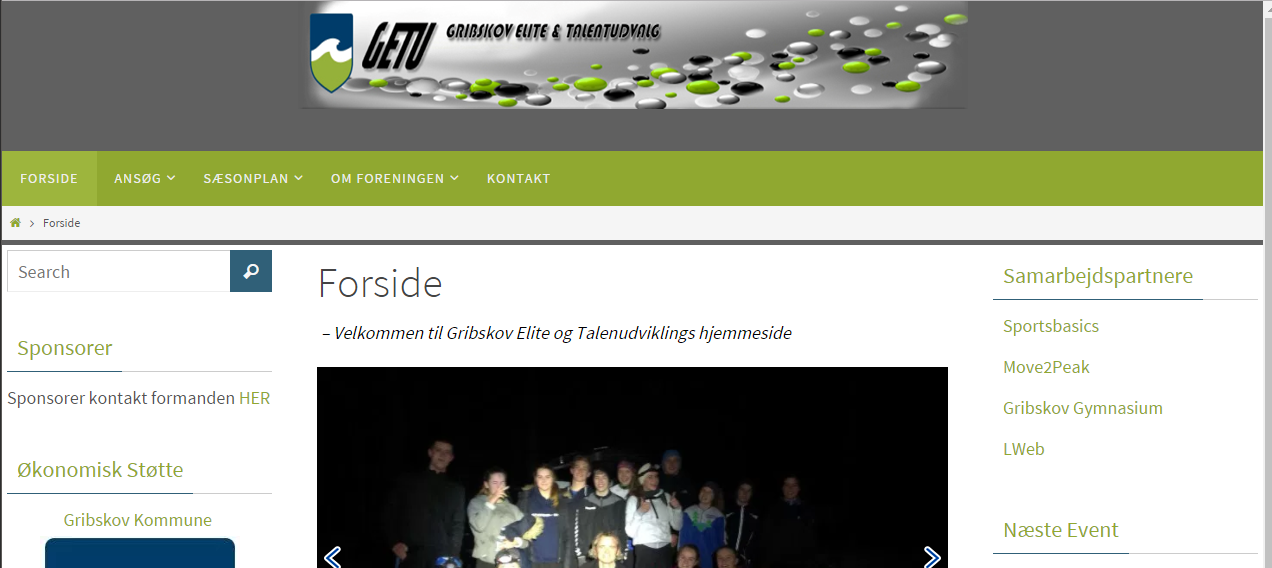 GETU
GRIBSKOV ELITE & TALENTUDVALG
FORSIDE
ANSØG
SÆSONPLAN
OM FORENINGEN
KONTAKT
Forside
Search
Sponsorer
Sponsorer kontakt formanden HER
Økonomisk Støtte
Gribskov Kommune
Forside
– Velkommen til Gribskov Elite og Talenudviklings hjemmeside
Samarbejdspartnere
Sportsbasics
Move2Peak
Gribskov Gymnasium
LWeb
Næste Event